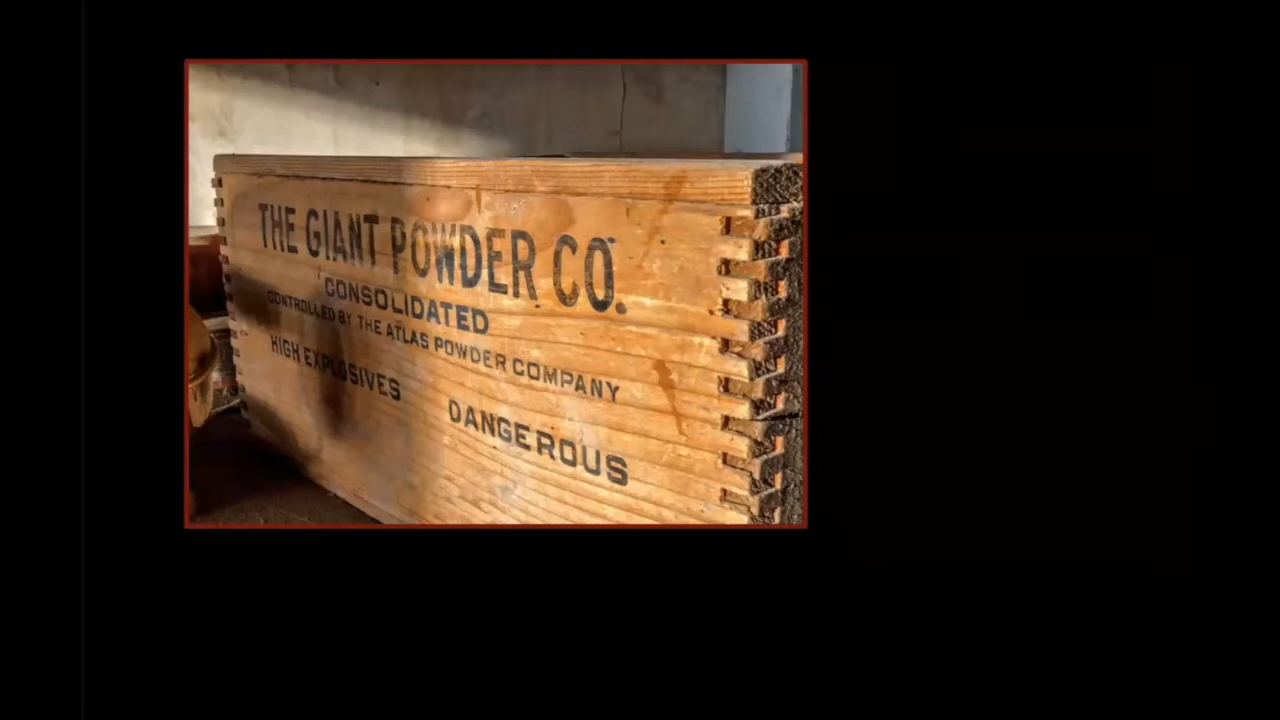 THE GIANT POWDER CO.
CONSOLIDATED
CONTROLLED BY THE ATLAS POWDER COMPANY
HIGH EXPLOSIVES
DANGEROUS